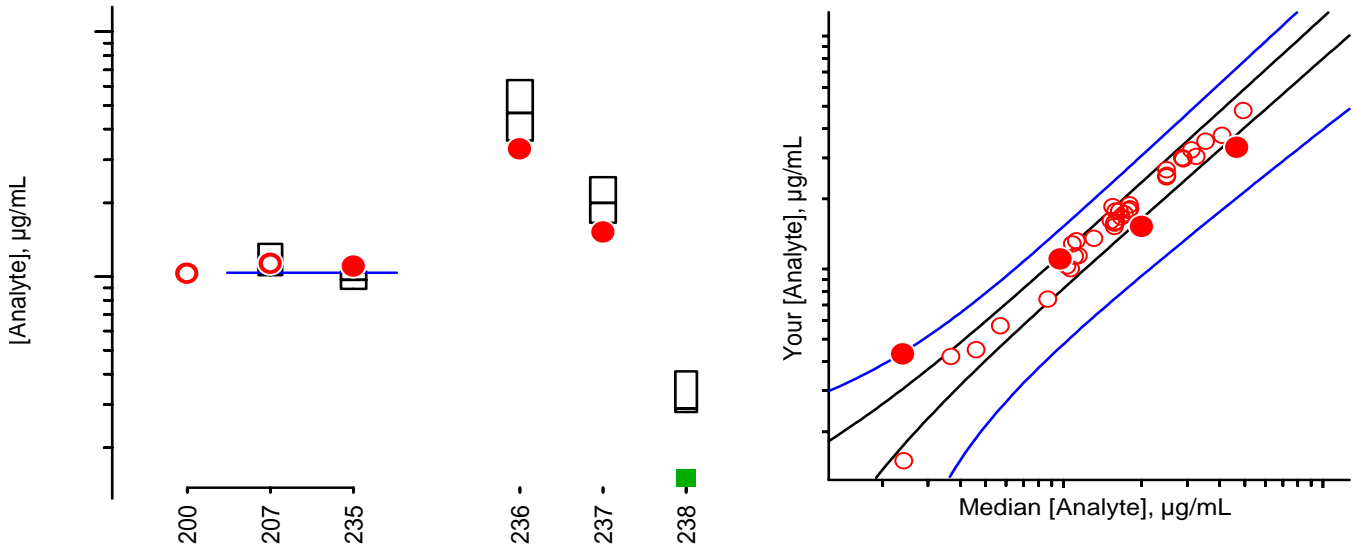 [Analyte], µg/mL
200
207
235
236
237
238
Your [Analyte], µg/mL
Median [Analyte], µg/mL